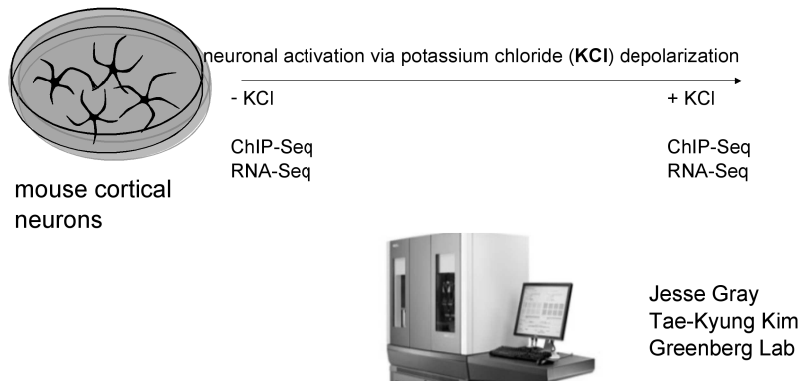 neuronal activation via potassium chloride (KCl) depolarization
- KCl
+ KCl
ChIP-Seq
RNA-Seq
ChIP-Seq
RNA-Seq
mouse cortical
neurons
Jesse Gray
Tae-Kyung Kim
Greenberg Lab